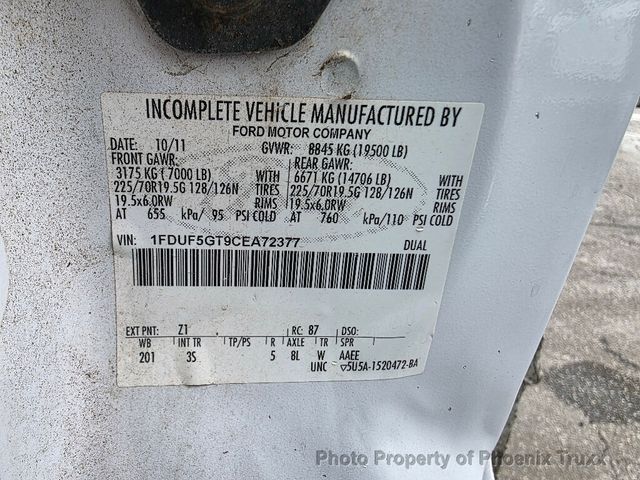 INCOMPLETE VEHICLE MANUFACTURED BY
FORD MOTOR COMPANY
DATE: 10/11 GVWR: 8845 KG (19500 LB)
FRONT GAWR: REAR GAWR:
3175 KG ( 7000 LB) WITH 6671 KG (14706 LB) WITH
225/70R19.5G 128/126N TIRES 225/70R19.5G 128/126N TIRES
19.5x6.0RW RIMS 19.5x6.0RW RIMS
AT 655 kPa/ 95 PSI COLD AT 760 kPa/110 PSI COLD
VIN: 1FDUF5GT9CEA72377 DUAL
EXT PNT: Z1 RC: 87 DSO:
WB INT TR TP/PS R AXLE TR SPR
201 3S 5 8L W AAEE
UNC ▽5U5A-1520472-BA
Photo Property of Phoenix Truxx